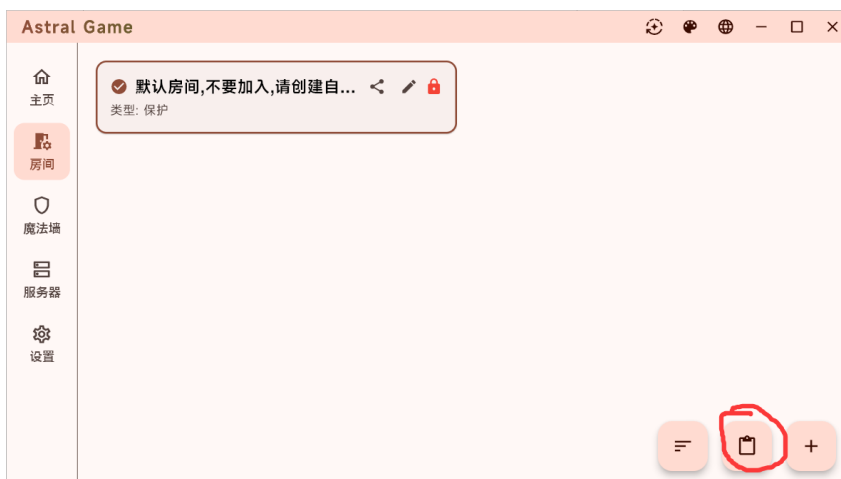 Astral Game
主页
房间
魔法墙
服务器
设置
默认房间,不要加入,请创建自...
类型: 保护